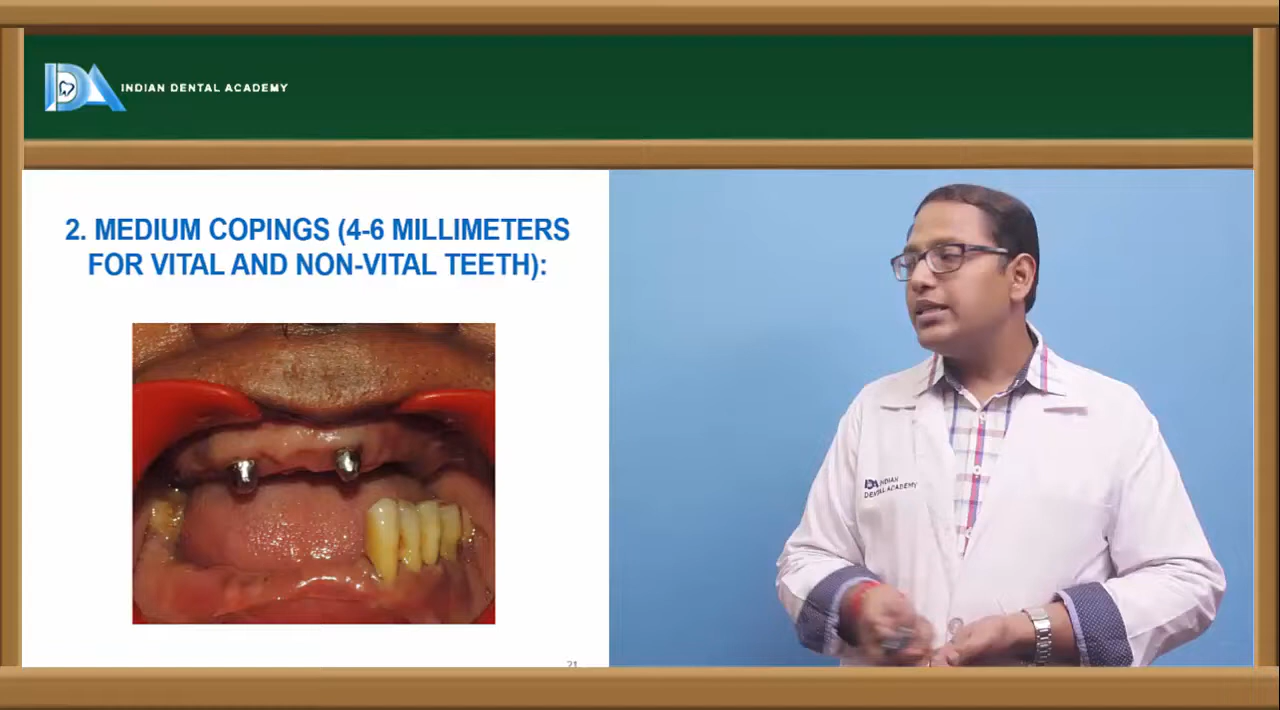 INDIAN DENTAL ACADEMY
2. MEDIUM COPINGS (4-6 MILLIMETERS
FOR VITAL AND NON-VITAL TEETH):
21
IDA INDIAN
DENTAL ACADEMY